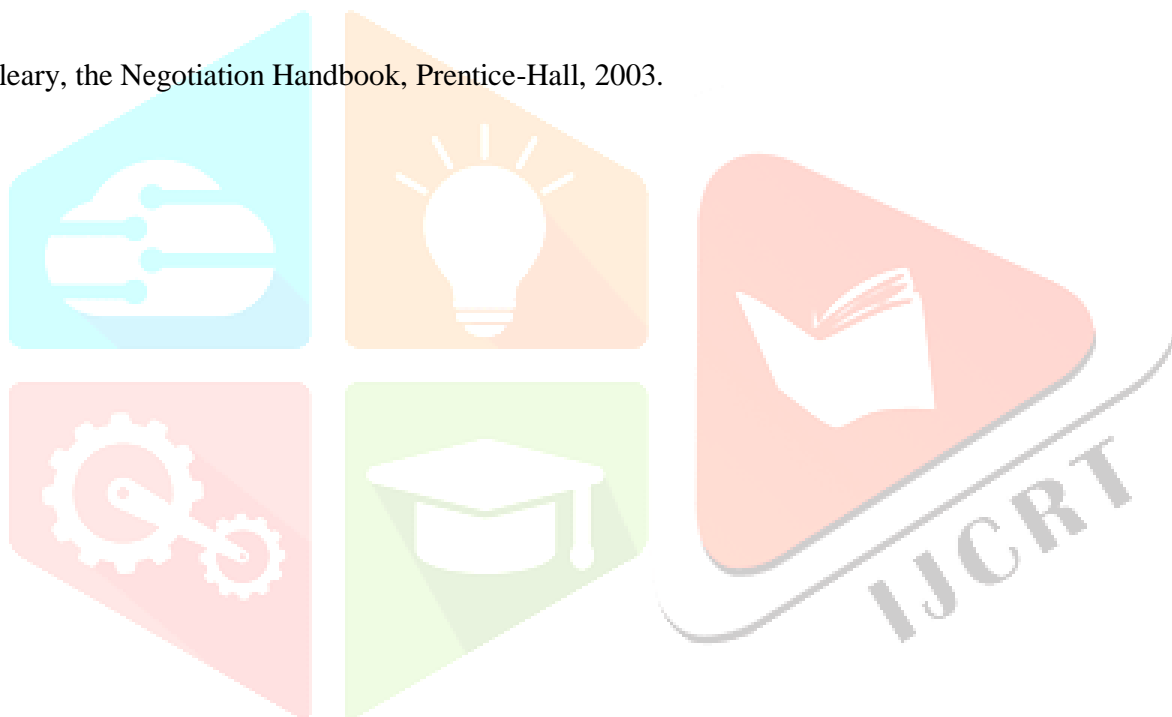 leary, the Negotiation Handbook, Prentice-Hall, 2003.
IJCRT